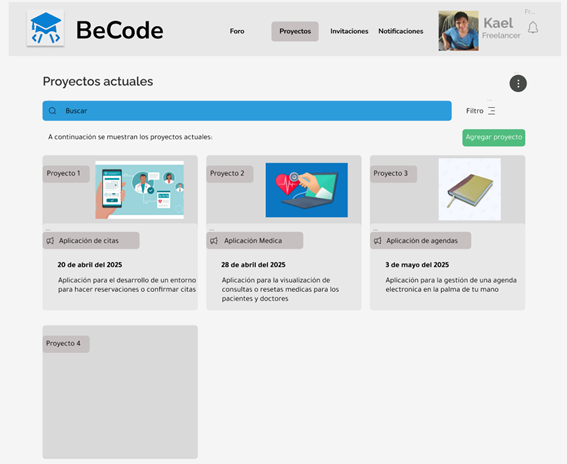 BeCode
Foro
Proyectos
Invitaciones
Notificaciones
Kael
Freelancer
Fr...
Proyectos actuales
Buscar
Filtro
A continuación se muestran los proyectos actuales:
Agregar proyecto
Proyecto 1
Proyecto 2
Proyecto 3
...
...
...
Aplicación de citas
Aplicación Medica
Aplicación de agendas
20 de abril del 2025
28 de abril del 2025
3 de mayo del 2025
Aplicación para el desarrollo de un entorno
para hacer reservaciones o confirmar citas
Aplicación para la visualización de
consultas o resetas medicas para los
pacientes y doctores
Aplicación para la gestión de una agenda
electronica en la palma de tu mano
Proyecto 4